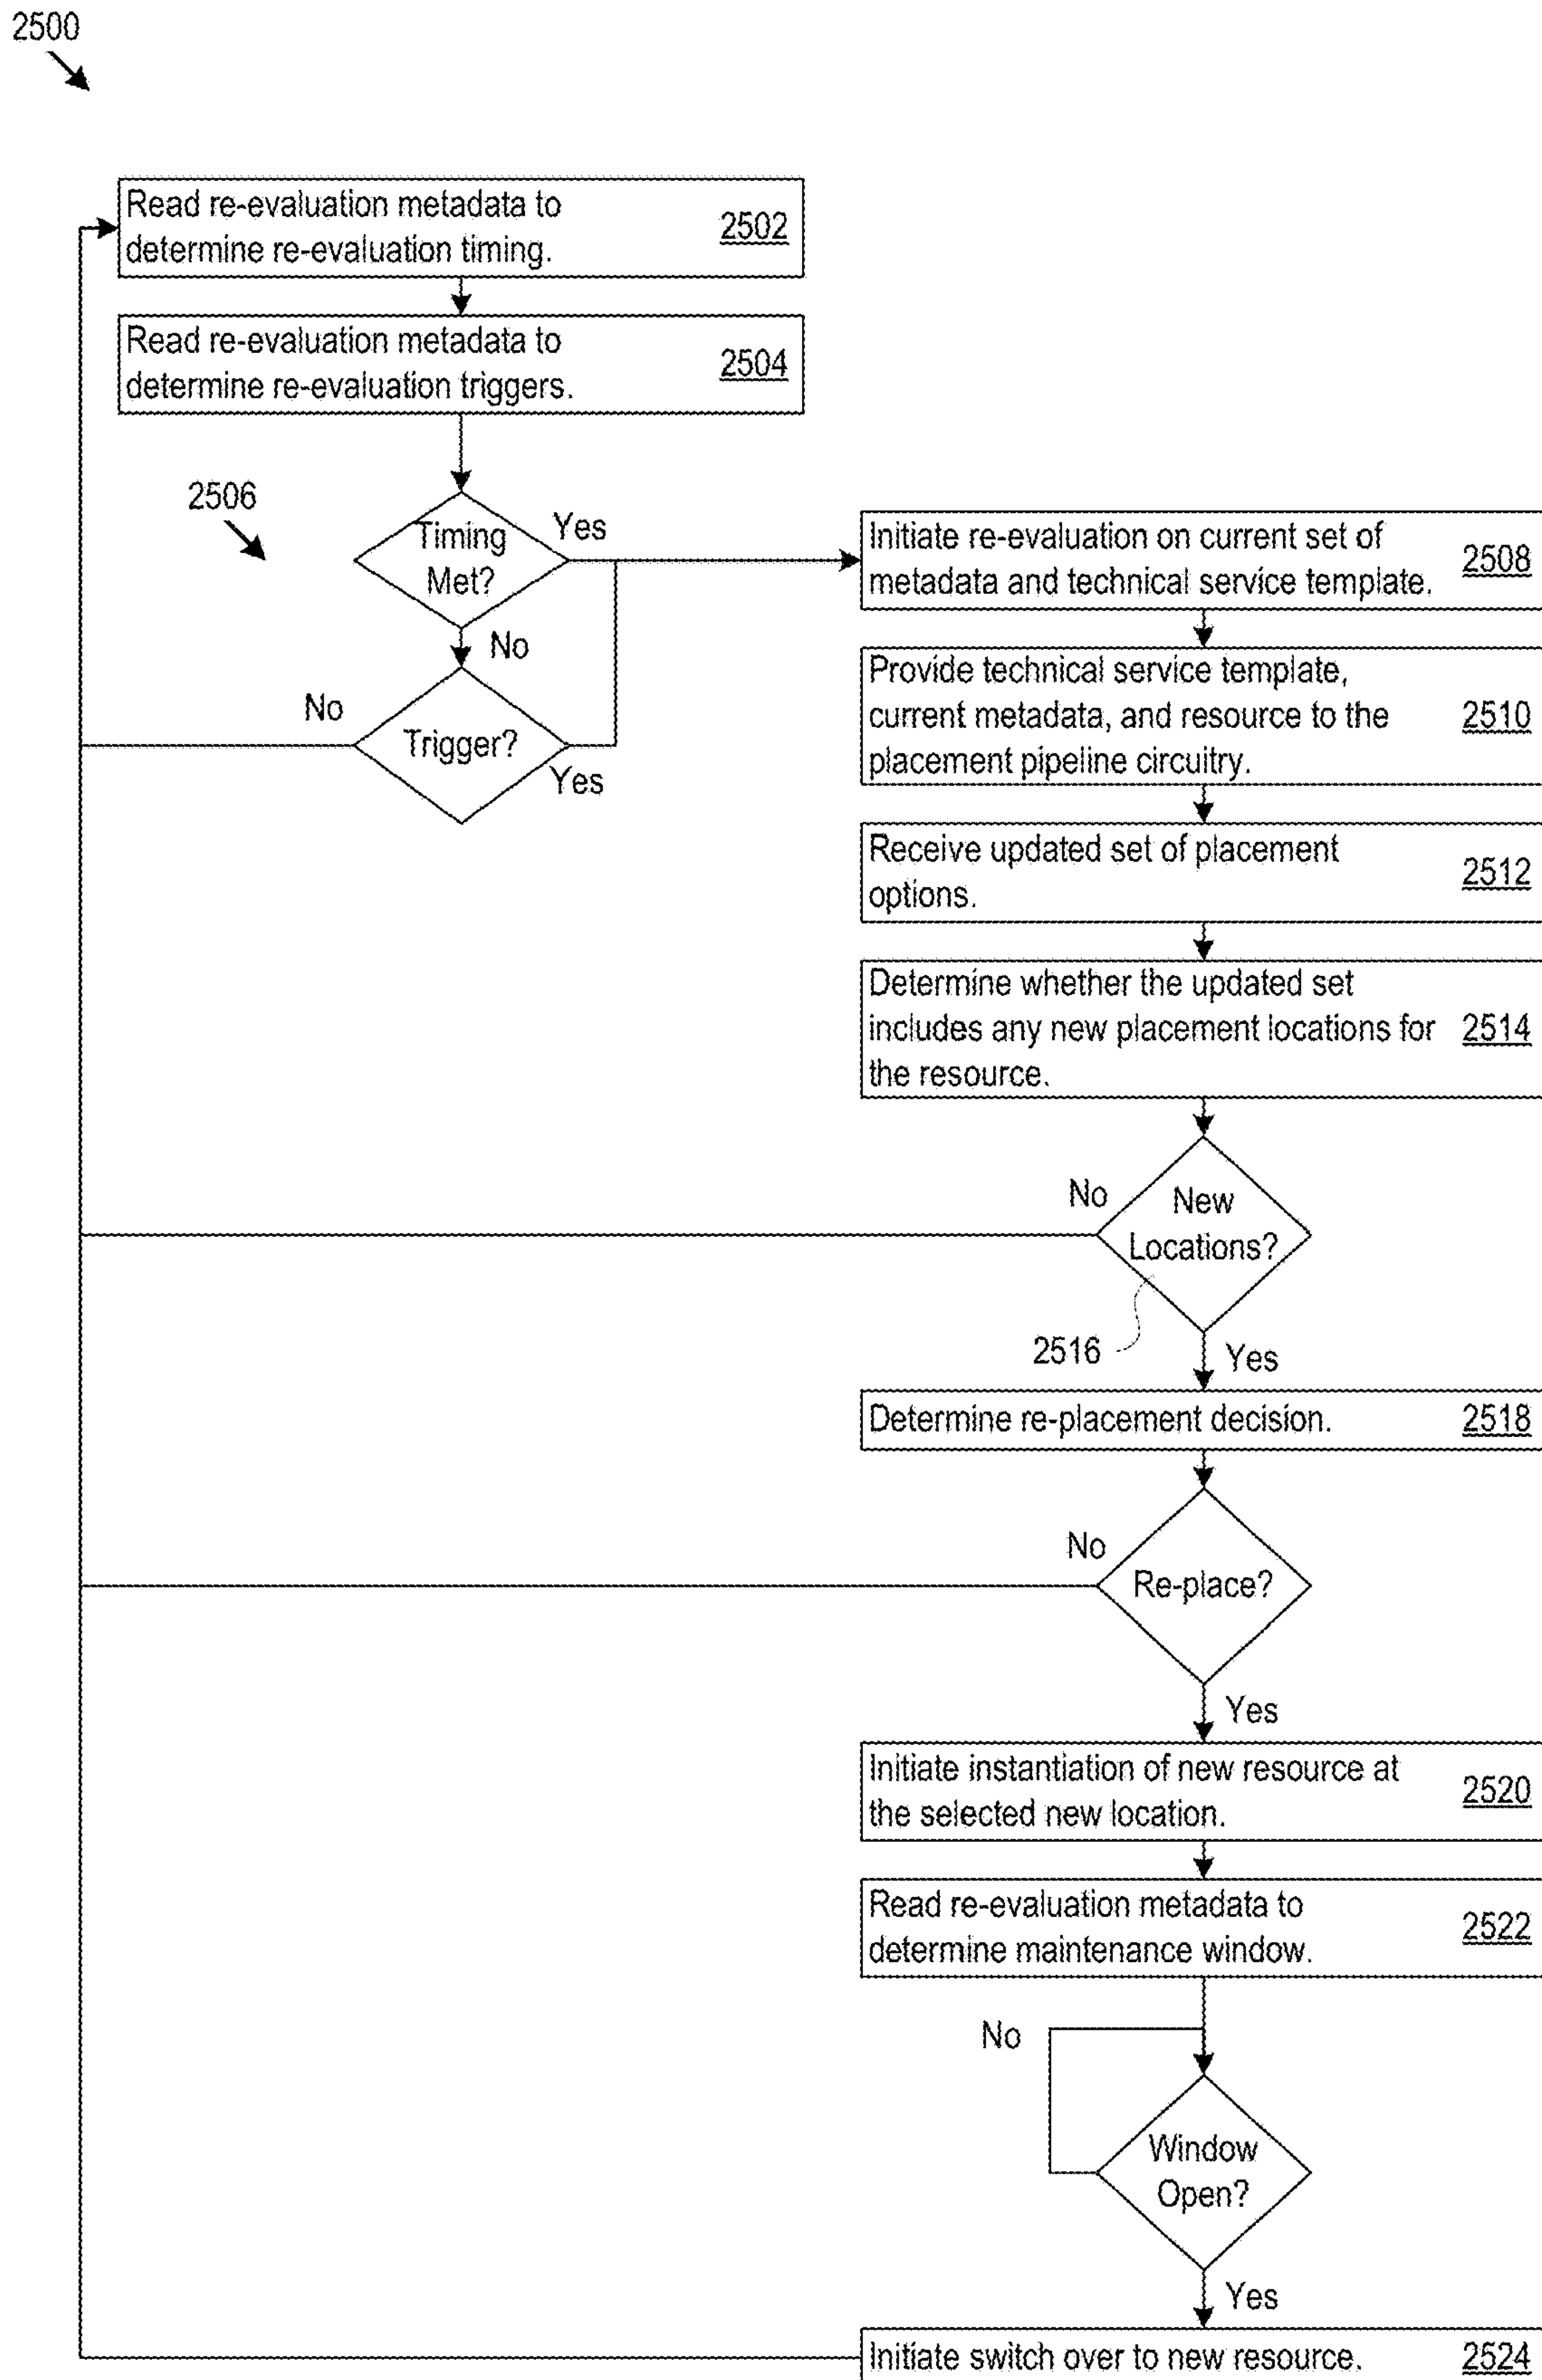 2500
Read re-evaluation metadata to
determine re-evaluation timing.
2502
Read re-evaluation metadata to
determine re-evaluation triggers.
2504
2506
Timing
Met?
Yes
No
Trigger?
No
Yes
Initiate re-evaluation on current set of
metadata and technical service template.
2508
Provide technical service template,
current metadata, and resource to the
placement pipeline circuitry.
2510
Receive updated set of placement
options.
2512
Determine whether the updated set
includes any new placement locations for
the resource.
2514
No
New
Locations?
2516
Yes
Determine re-placement decision.
2518
No
Re-place?
Yes
Initiate instantiation of new resource at
the selected new location.
2520
Read re-evaluation metadata to
determine maintenance window.
2522
No
Window
Open?
Yes
Initiate switch over to new resource.
2524